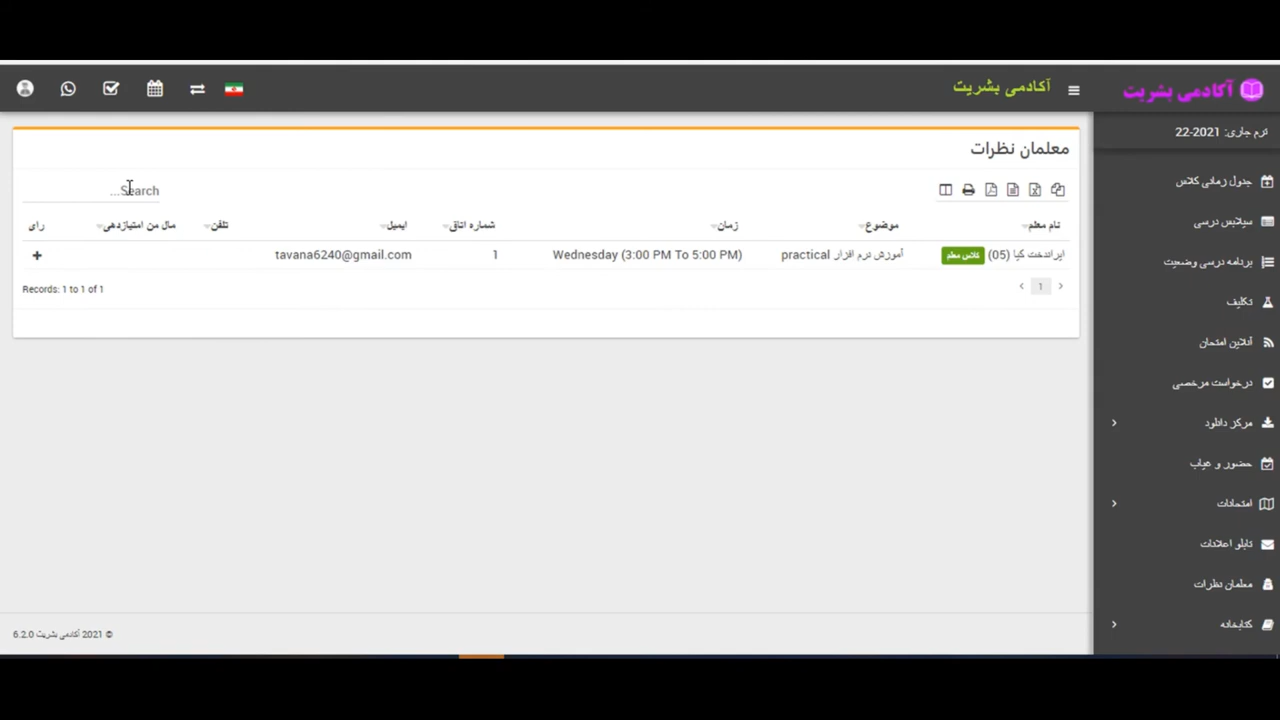 آکادمی بشریت
آکادمی بشریت
ترم جاری: 2021-22
معلمان نظرات
Search...
نام معلم موضوع زمان شماره اتاق ایمیل تلفن مال من امتیازدهی رای
ایراندخت کیا (05) کلاس معلم آموزش نرم افزار practical Wednesday (3:00 PM To 5:00 PM) 1 tavana6240@gmail.com +
1
Records: 1 to 1 of 1
جدول زمانی کلاس
سیلابس درسی
برنامه درسی وضعیت
تکلیف
آنلاین امتحان
درخواست مرخصی
مرکز دانلود
حضور و غیاب
امتحانات
تابلو اعلانات
معلمان نظرات
کتابخانه
© 2021 آکادمی بشریت 6.2.0